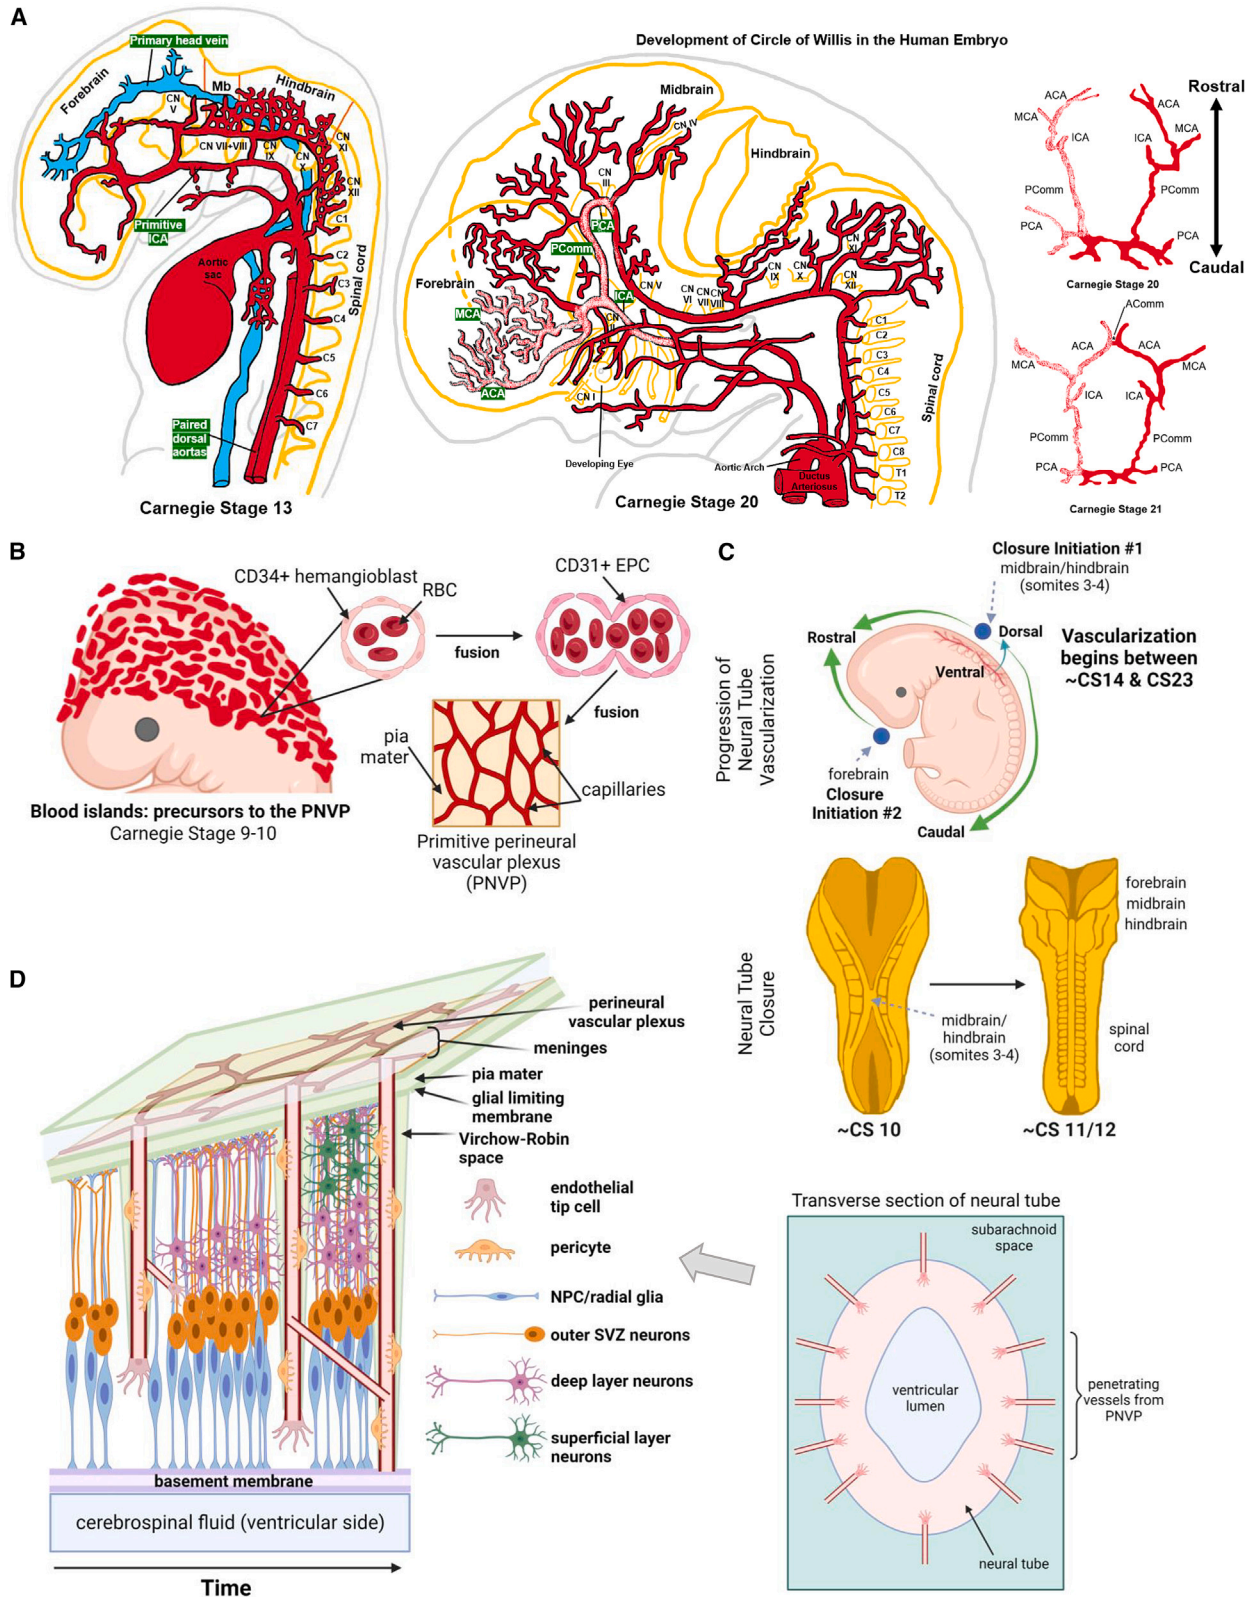 A
Primary head vein
Forebrain
Mb
Hindbrain
CN
V
CN VII+VIII
CN
IX
CN
X
CN
XI
CN
XII
C1
C2
C3
C4
C5
C6
C7
Primitive
ICA
Aortic
sac
Spinal cord
Paired
dorsal
aortas
Carnegie Stage 13
Development of Circle of Willis in the Human Embryo
Midbrain
CN IV
Hindbrain
CN
III
PCA
PComm
Forebrain
MCA
ICA
CN
II
CN V
CN
VI
CN
VII
CN
VIII
CN
IX
CN
X
CN
XI
CN
XII
ACA
CN I
C1
C2
C3
C4
C5
C6
C7
C8
T1
T2
Spinal cord
Developing Eye
Aortic Arch
Ductus
Arteriosus
Carnegie Stage 20
ACA
MCA
ICA
PComm
PCA
ACA
MCA
ICA
PComm
PCA
Rostral
Caudal
Carnegie Stage 20
AComm
ACA
ACA
MCA
MCA
ICA
ICA
PComm
PComm
PCA
PCA
Carnegie Stage 21
B
CD34+ hemangioblast
RBC
fusion
CD31+ EPC
fusion
pia
mater
capillaries
Blood islands: precursors to the PNVP
Carnegie Stage 9-10
Primitive perineural
vascular plexus
(PNVP)
C
Closure Initiation #1
midbrain/hindbrain
(somites 3-4)
Rostral
Dorsal
Ventral
Vascularization
begins between
~CS14 & CS23
Progression of
Neural Tube
Vascularization
forebrain
Closure
Initiation #2
Caudal
Neural Tube
Closure
forebrain
midbrain
hindbrain
midbrain/
hindbrain
(somites 3-4)
spinal
cord
~CS 10
~CS 11/12
D
perineural
vascular plexus
meninges
pia mater
glial limiting
membrane
Virchow-Robin
space
endothelial
tip cell
pericyte
NPC/radial glia
outer SVZ neurons
deep layer neurons
superficial layer
neurons
basement membrane
cerebrospinal fluid (ventricular side)
Time
Transverse section of neural tube
subarachnoid
space
ventricular
lumen
penetrating
vessels from
PNVP
neural tube